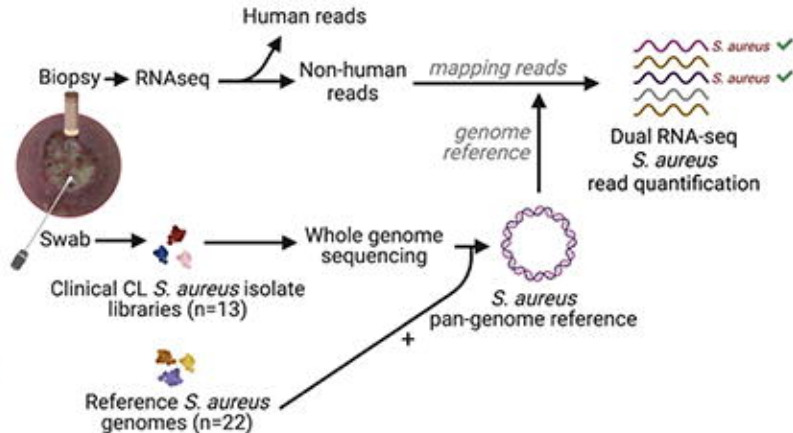 Human reads
Biopsy
RNAseq
Non-human
reads
mapping reads
S. aureus
S. aureus
genome
reference
Dual RNA-seq
S. aureus
read quantification
Swab
Whole genome
sequencing
Clinical CL S. aureus isolate
libraries (n=13)
S. aureus
pan-genome reference
+
Reference S. aureus
genomes (n=22)